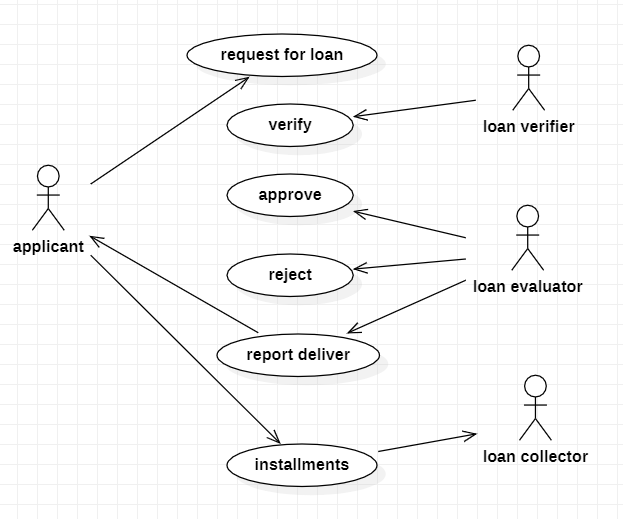 request for loan
verify
loan verifier
approve
applicant
reject
loan evaluator
report deliver
installments
loan collector